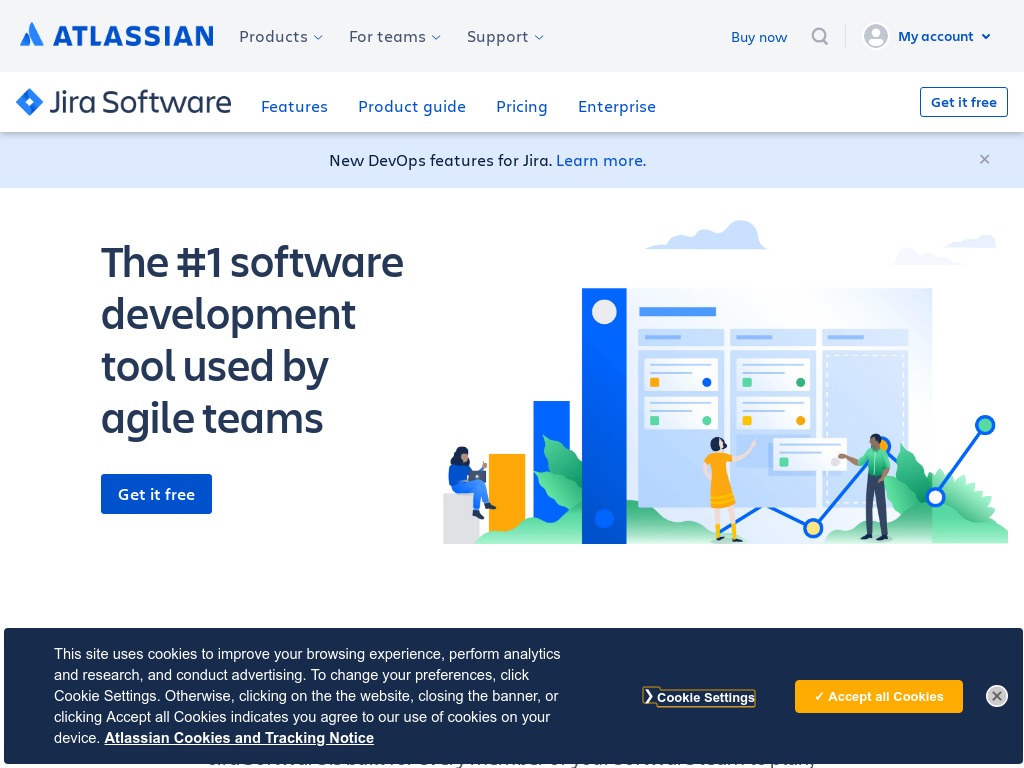 ATLASSIAN
Products
For teams
Support
Buy now
My account
Jira Software
Features
Product guide
Pricing
Enterprise
Get it free
New DevOps features for Jira. Learn more.
The #1 software
development
tool used by
agile teams
Get it free
This site uses cookies to improve your browsing experience, perform analytics
and research, and conduct advertising. To change your preferences, click
Cookie Settings. Otherwise, clicking on the the website, closing the banner, or
clicking Accept all Cookies indicates you agree to our use of cookies on your
device. Atlassian Cookies and Tracking Notice
❯ Cookie Settings
✓ Accept all Cookies